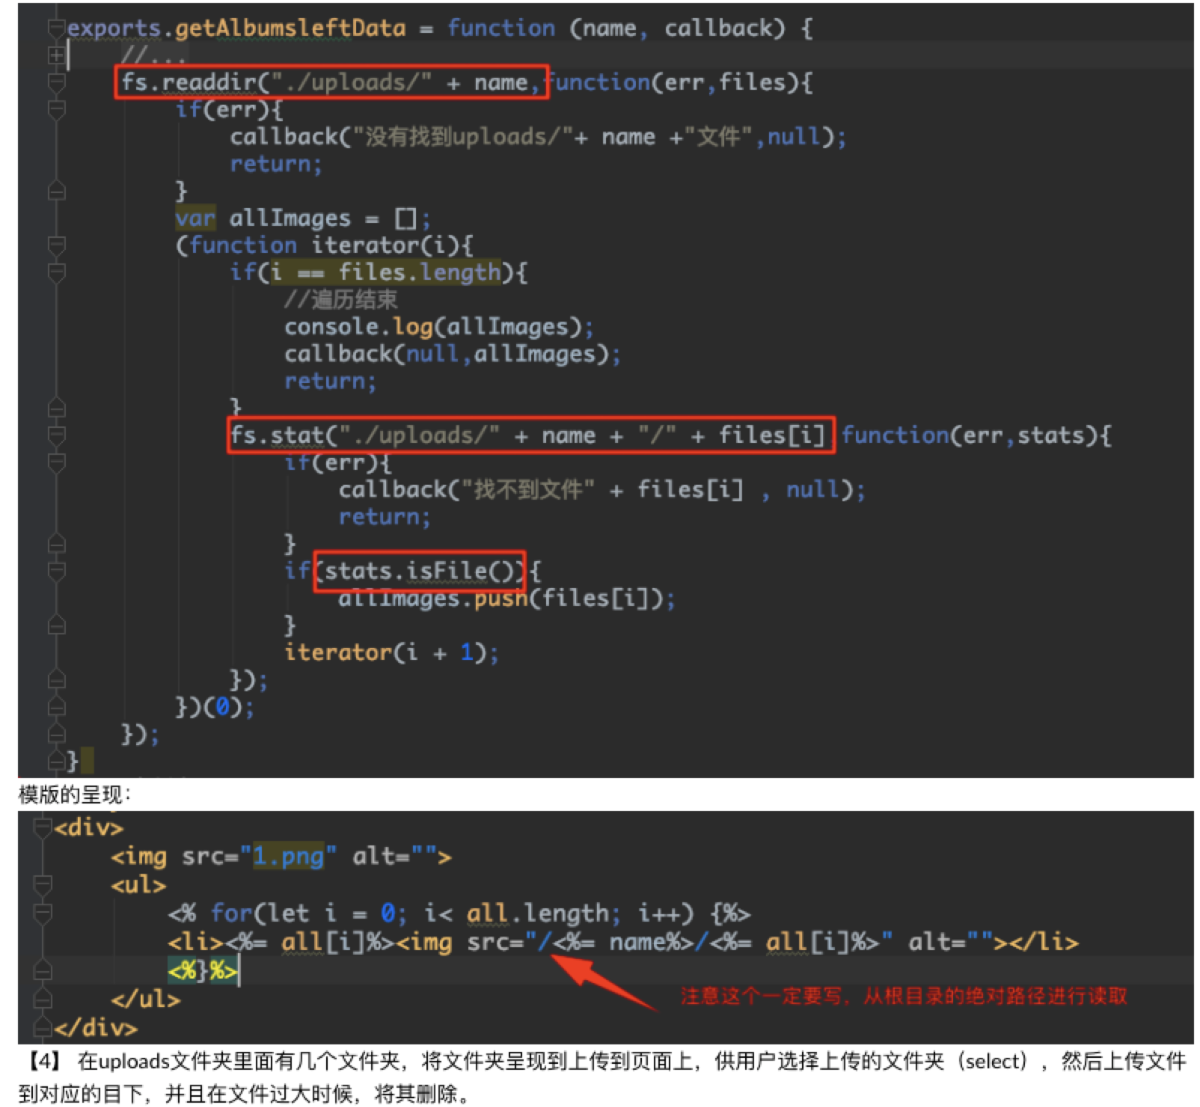 exports.getAlbumsleftData = function (name, callback) {
//...
fs.readdir("./uploads/" + name,function(err,files){
if(err){
callback("没有找到uploads/"+ name +"文件",null);
return;
}
var allImages = [];
(function iterator(i){
if(i == files.length){
//遍历结束
console.log(allImages);
callback(null,allImages);
return;
}
fs.stat("./uploads/" + name + "/" + files[i],function(err,stats){
if(err){
callback("找不到文件" + files[i] , null);
return;
}
if(stats.isFile()){
allImages.push(files[i]);
}
iterator(i + 1);
});
})(0);
});
}
模版的呈现：
<div>
<img src="1.png" alt="">
<ul>
<% for(let i = 0; i< all.length; i++) {%>
<li><%= all[i]%><img src="/<%= name%>/<%= all[i]%>" alt=""></li>
<%}%>
注意这个一定要写，从根目录的绝对路径进行读取
</ul>
</div>
【4】 在uploads文件夹里面有几个文件夹，将文件夹呈现到上传到页面上，供用户选择上传的文件夹（select），然后上传文件
到对应的目下，并且在文件过大时候，将其删除。